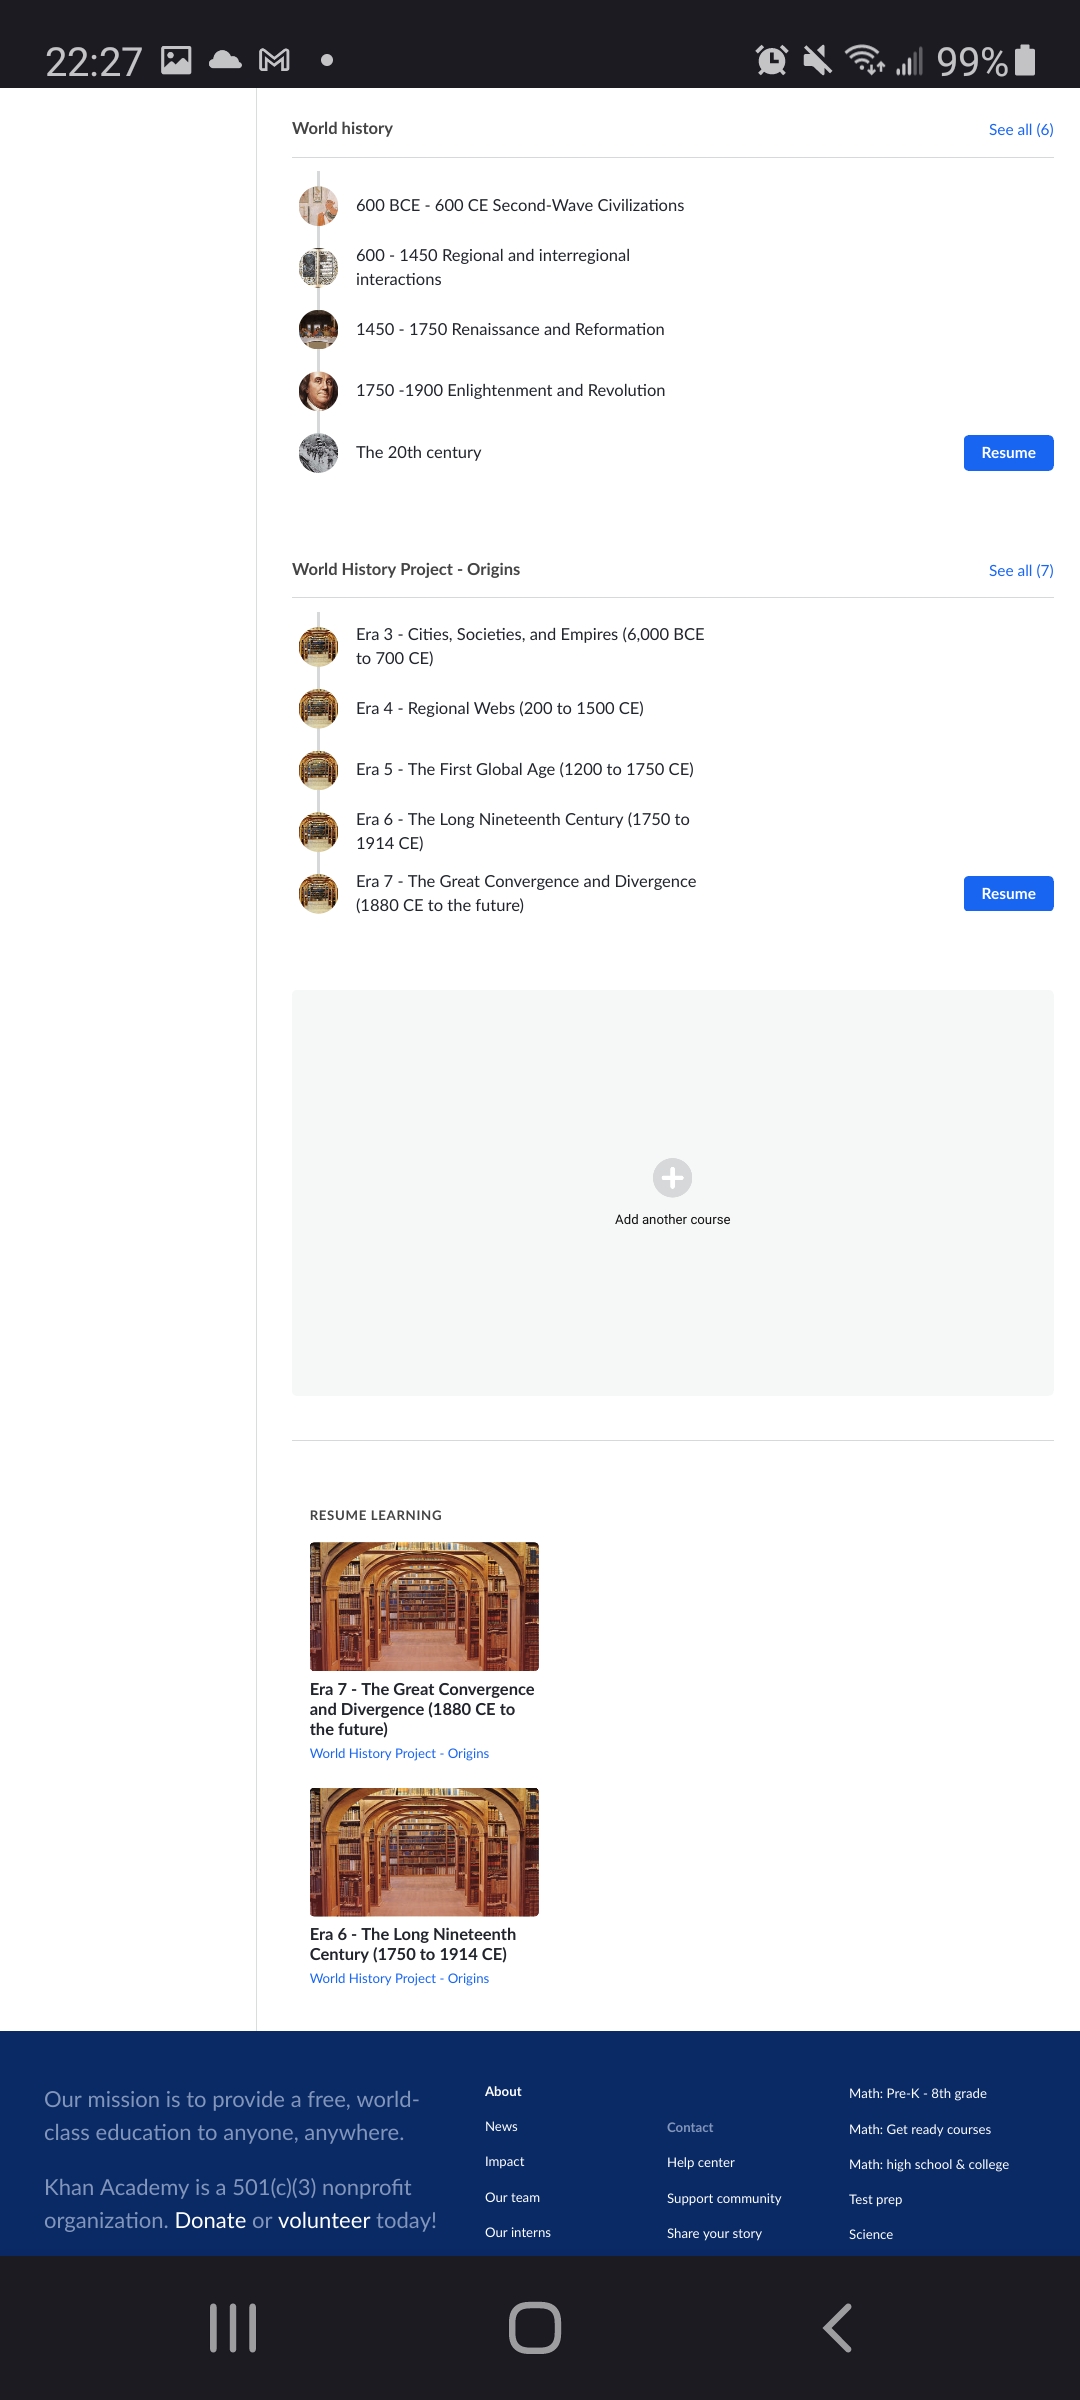 22:27
99%
World history
See all (6)
600 BCE - 600 CE Second-Wave Civilizations
600 - 1450 Regional and interregional
interactions
1450 - 1750 Renaissance and Reformation
1750 -1900 Enlightenment and Revolution
The 20th century
Resume
World History Project - Origins
See all (7)
Era 3 - Cities, Societies, and Empires (6,000 BCE
to 700 CE)
Era 4 - Regional Webs (200 to 1500 CE)
Era 5 - The First Global Age (1200 to 1750 CE)
Era 6 - The Long Nineteenth Century (1750 to
1914 CE)
Era 7 - The Great Convergence and Divergence
(1880 CE to the future)
Resume
Add another course
RESUME LEARNING
Era 7 - The Great Convergence
and Divergence (1880 CE to
the future)
World History Project - Origins
Era 6 - The Long Nineteenth
Century (1750 to 1914 CE)
World History Project - Origins
Our mission is to provide a free, world-
class education to anyone, anywhere.
Khan Academy is a 501(c)(3) nonprofit
organization. Donate or volunteer today!
About
News
Impact
Our team
Our interns
Contact
Help center
Support community
Share your story
Math: Pre-K - 8th grade
Math: Get ready courses
Math: high school & college
Test prep
Science